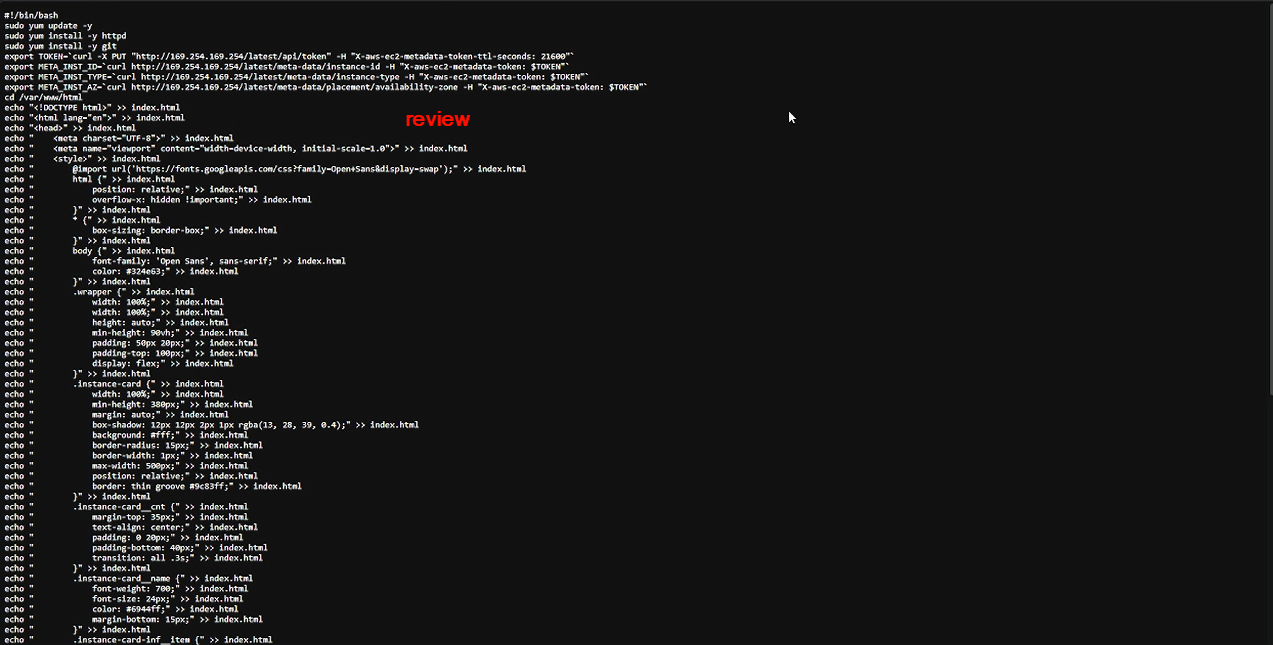 #!/bin/bash
sudo yum update -y
sudo yum install -y httpd
sudo yum install -y git
export TOKEN=`curl -X PUT "http://169.254.169.254/latest/api/token" -H "X-aws-ec2-metadata-token-ttl-seconds: 21600"`
export META_INST_ID=`curl http://169.254.169.254/latest/meta-data/instance-id -H "X-aws-ec2-metadata-token: $TOKEN"`
export META_INST_TYPE=`curl http://169.254.169.254/latest/meta-data/instance-type -H "X-aws-ec2-metadata-token: $TOKEN"`
export META_INST_AZ=`curl http://169.254.169.254/latest/meta-data/placement/availability-zone -H "X-aws-ec2-metadata-token: $TOKEN"`
cd /var/www/html
echo "<!DOCTYPE html>" >> index.html
echo "<html lang="en">" >> index.html
review
echo "<head>" >> index.html
echo "    <meta charset="UTF-8">" >> index.html
echo "    <meta name="viewport" content="width=device-width, initial-scale=1.0">" >> index.html
echo "    <style>" >> index.html
echo "        @import url('https://fonts.googleapis.com/css?family=Open+Sans&display=swap');" >> index.html
echo "        html {" >> index.html
echo "            position: relative;" >> index.html
echo "            overflow-x: hidden !important;" >> index.html
echo "        }" >> index.html
echo "        * {" >> index.html
echo "            box-sizing: border-box;" >> index.html
echo "        }" >> index.html
echo "        body {" >> index.html
echo "            font-family: 'Open Sans', sans-serif;" >> index.html
echo "            color: #324e63;" >> index.html
echo "        }" >> index.html
echo "        .wrapper {" >> index.html
echo "            width: 100%;" >> index.html
echo "            width: 100%;" >> index.html
echo "            height: auto;" >> index.html
echo "            min-height: 90vh;" >> index.html
echo "            padding: 50px 20px;" >> index.html
echo "            padding-top: 100px;" >> index.html
echo "            display: flex;" >> index.html
echo "        }" >> index.html
echo "        .instance-card {" >> index.html
echo "            width: 100%;" >> index.html
echo "            min-height: 380px;" >> index.html
echo "            margin: auto;" >> index.html
echo "            box-shadow: 12px 12px 2px 1px rgba(13, 28, 39, 0.4);" >> index.html
echo "            background: #fff;" >> index.html
echo "            border-radius: 15px;" >> index.html
echo "            border-width: 1px;" >> index.html
echo "            max-width: 500px;" >> index.html
echo "            position: relative;" >> index.html
echo "            border: thin groove #9c83ff;" >> index.html
echo "        }" >> index.html
echo "        .instance-card__cnt {" >> index.html
echo "            margin-top: 35px;" >> index.html
echo "            text-align: center;" >> index.html
echo "            padding: 0 20px;" >> index.html
echo "            padding-bottom: 40px;" >> index.html
echo "            transition: all .3s;" >> index.html
echo "        }" >> index.html
echo "        .instance-card__name {" >> index.html
echo "            font-weight: 700;" >> index.html
echo "            font-size: 24px;" >> index.html
echo "            color: #6944ff;" >> index.html
echo "            margin-bottom: 15px;" >> index.html
echo "        }" >> index.html
echo "        .instance-card-inf__item {" >> index.html